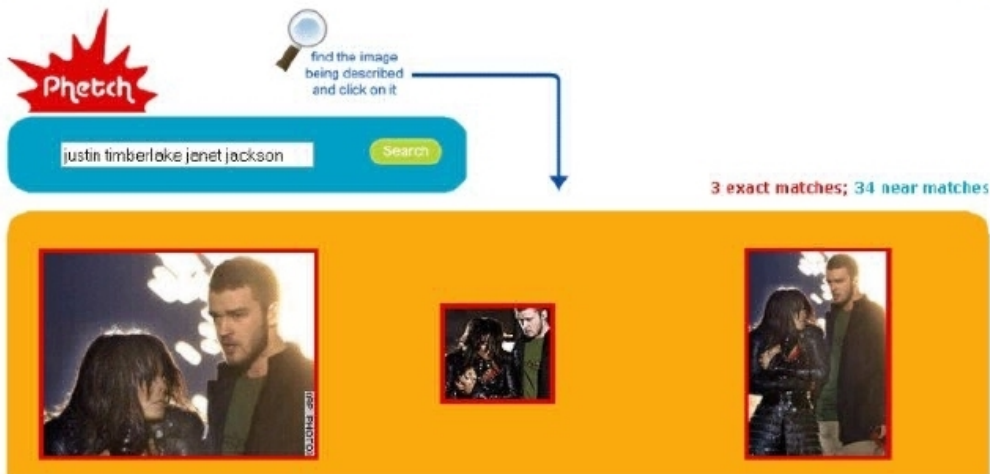 find the image
being described
and click on it
Phetch
justin timberlake janet jackson
Search
3 exact matches; 34 near matches